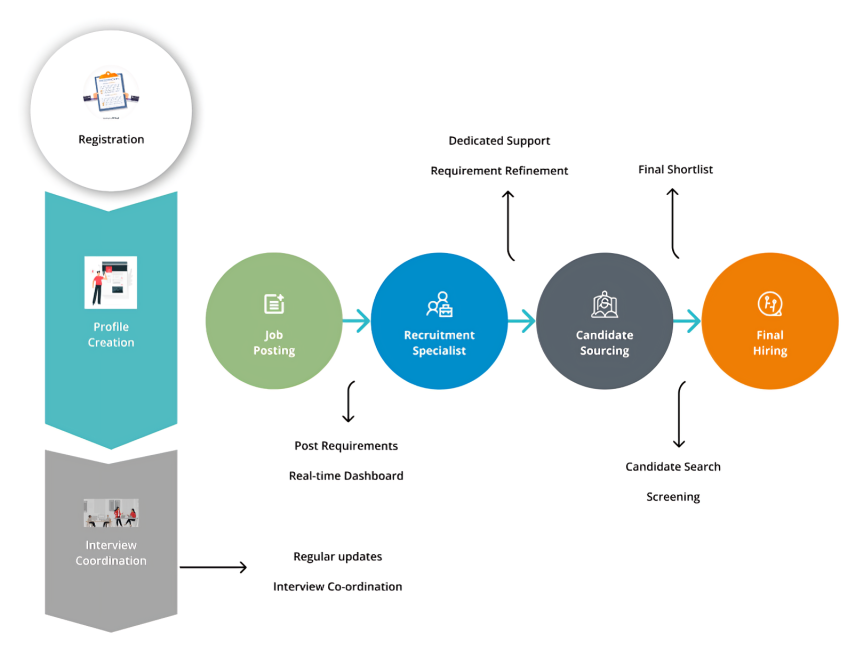 Registration
Profile
Creation
Interview
Coordination
Dedicated Support
Requirement Refinement
Final Shortlist
Job
Posting
Recruitment
Specialist
Candidate
Sourcing
Final
Hiring
Post Requirements
Real-time Dashboard
Candidate Search
Screening
Regular updates
Interview Co-ordination